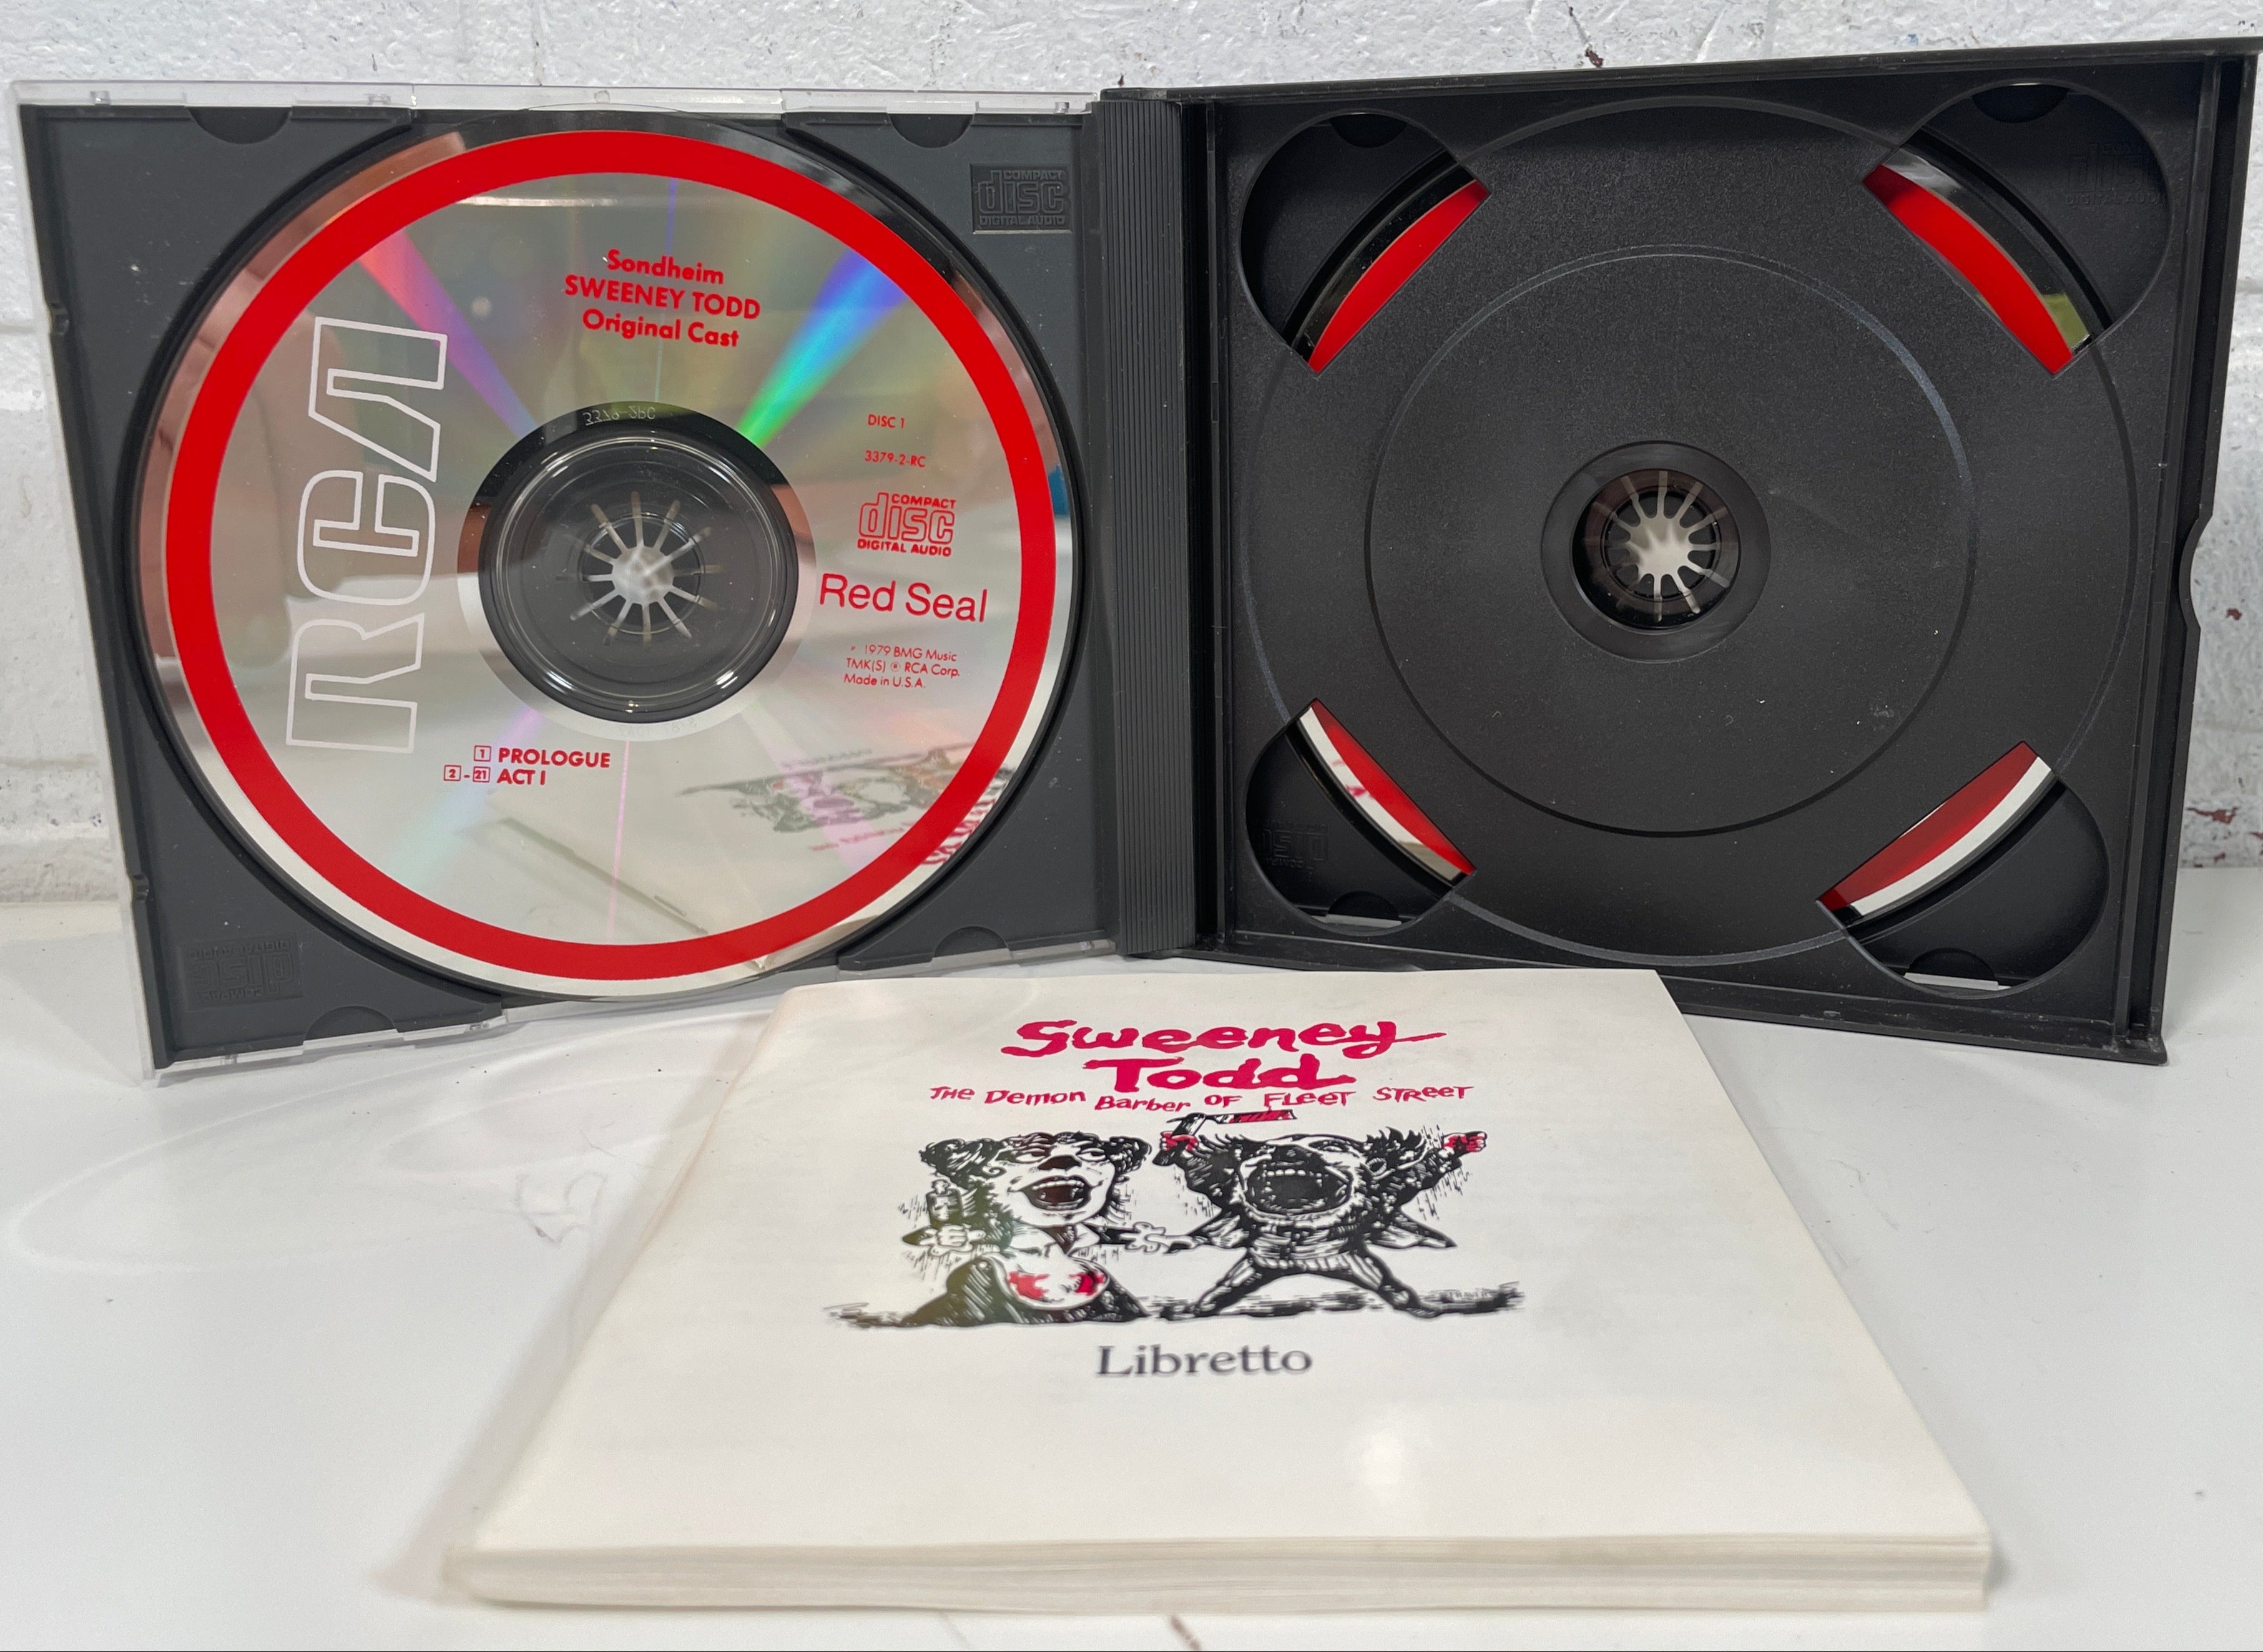 Sondheim
SWEENEY TODD
Original Cast
RCA
DISC 1
3379-2-RC
COMPACT
disc
DIGITAL AUDIO
Red Seal
℗ 1979 BMG Music
TMK(S) ® RCA Corp.
Made in U.S.A.
1 PROLOGUE
2-21 ACT I
COMPACT
disc
DIGITAL AUDIO
Sweeney
Todd
THE Demon Barber OF FLEET STREET
Libretto